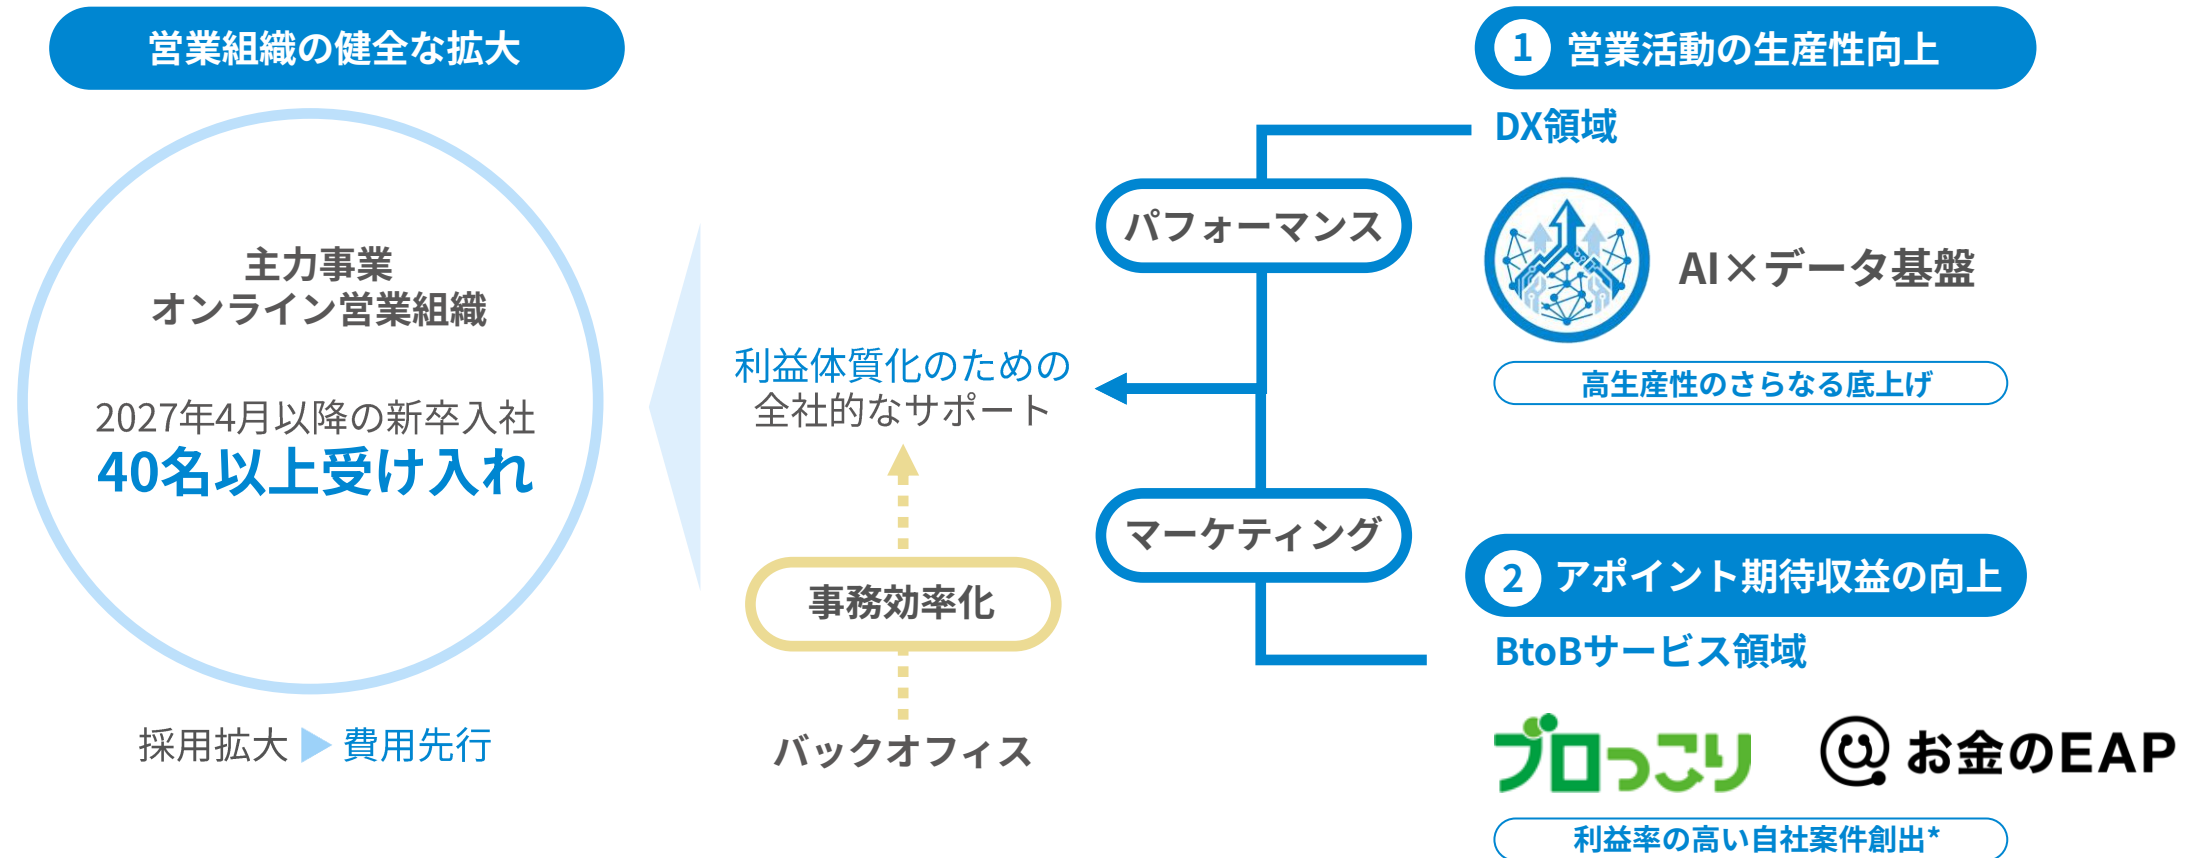 営業組織の健全な拡大
主力事業
オンライン営業組織
2027年4月以降の新卒入社
40名以上受け入れ
採用拡大 ▶ 費用先行
利益体質化のための
全社的なサポート
事務効率化
バックオフィス
パフォーマンス
マーケティング
1 営業活動の生産性向上
DX領域
AI×データ基盤
高生産性のさらなる底上げ
2 アポイント期待収益の向上
BtoBサービス領域
プロっこり
お金のEAP
利益率の高い自社案件創出*